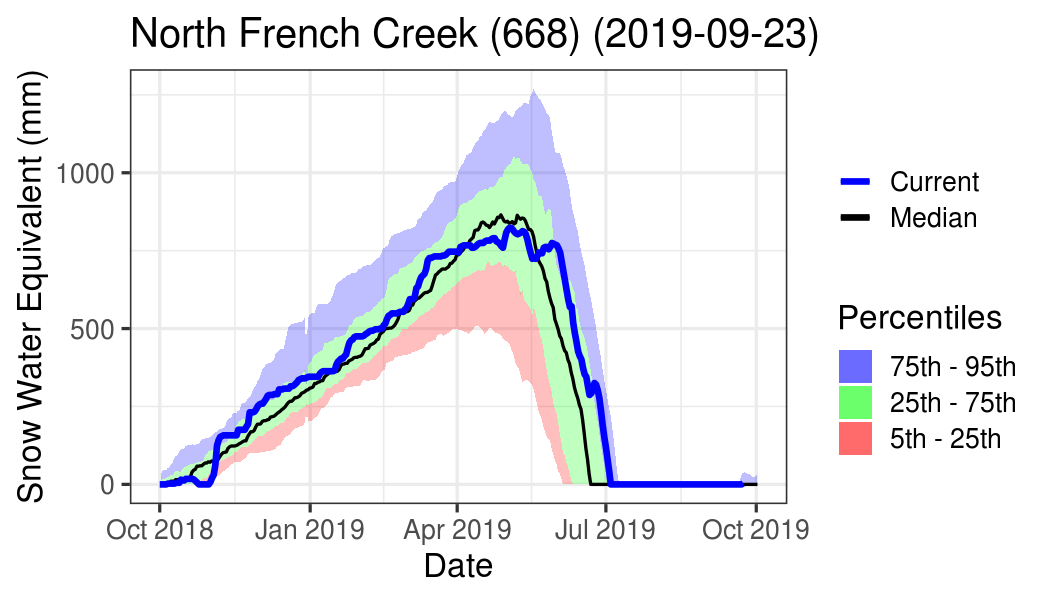 North French Creek (668) (2019-09-23)
Snow Water Equivalent (mm)
1000
500
0
Oct 2018
Jan 2019
Apr 2019
Jul 2019
Oct 2019
Date
Current
Median
Percentiles
75th - 95th
25th - 75th
5th - 25th